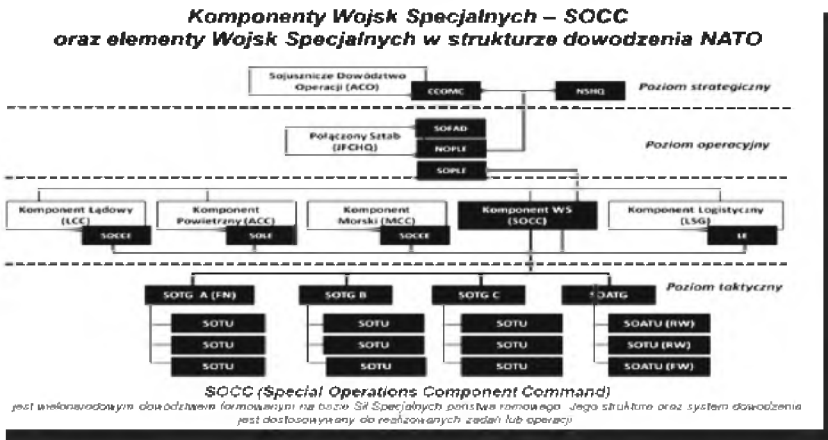 Komponenty Wojsk Specjalnych – SOCC
oraz elementy Wojsk Specjalnych w strukturze dowodzenia NATO
Sojusznicze Dowództwo
Operacji (ACO)
CCOMC
NSHQ
Poziom strategiczny
Połączony Sztab
(JFCHQ)
SOFAD
NOPLE
SOPLE
Poziom operacyjny
Komponent Lądowy
(LCC)
SOCCE
Komponent
Powietrzny (ACC)
SOLE
Komponent
Morski (MCC)
SOCCE
Komponent WS
(SOCC)
Komponent Logistyczny
(LSG)
LE
Poziom taktyczny
SOTG A (FN)
SOTG B
SOTG C
SOATG
SOTU
SOTU
SOTU
SOATU (RW)
SOTU
SOTU
SOTU
SOTU (RW)
SOTU
SOTU
SOTU
SOATU (FW)
SOCC (Special Operations Component Command)
jest wielonarodowym dowództwem formowanym na bazie Sił Specjalnych państwa ramowego. Jego struktura oraz system dowodzenia
jest dostosowywany do realizowanych zadań lub operacji